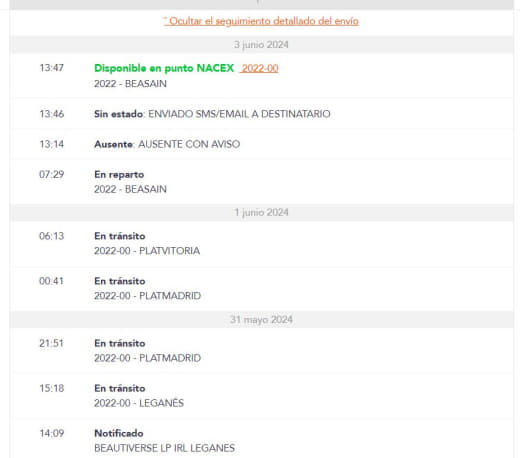 Ocultar el seguimiento detallado del envío
3 junio 2024
13:47 Disponible en punto NACEX 2022-00
2022 - BEASAIN
13:46 Sin estado: ENVIADO SMS/EMAIL A DESTINATARIO
13:14 Ausente: AUSENTE CON AVISO
07:29 En reparto
2022 - BEASAIN
1 junio 2024
06:13 En tránsito
2022-00 - PLATVITORIA
00:41 En tránsito
2022-00 - PLATMADRID
31 mayo 2024
21:51 En tránsito
2022-00 - PLATMADRID
15:18 En tránsito
2022-00 - LEGANÉS
14:09 Notificado
BEAUTIVERSE LP IRL LEGANES